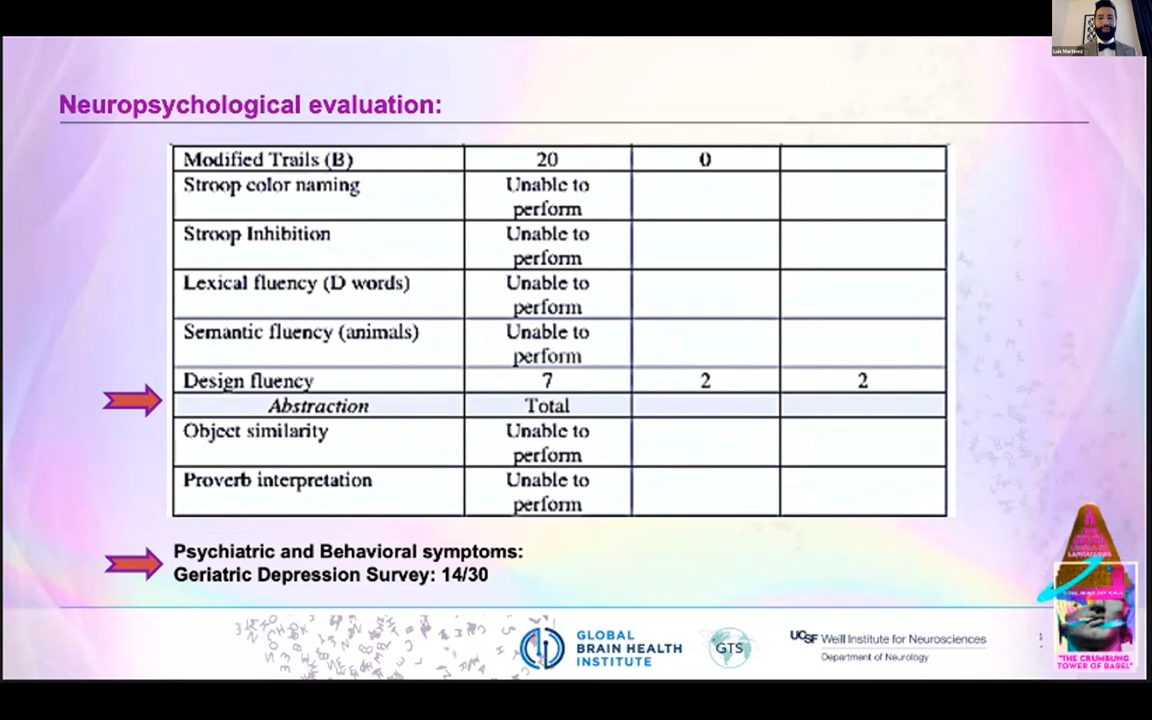 Luis Martinez
Neuropsychological evaluation:
Modified Trails (B) 20 0
Stroop color naming Unable to perform
Stroop Inhibition Unable to perform
Lexical fluency (D words) Unable to perform
Semantic fluency (animals) Unable to perform
Design fluency 7 2 2
Abstraction Total
Object similarity Unable to perform
Proverb interpretation Unable to perform
Psychiatric and Behavioral symptoms:
Geriatric Depression Survey: 14/30
GLOBAL
BRAIN HEALTH
INSTITUTE
GTS
UCSF Weill Institute for Neurosciences
Department of Neurology
"THE CRUMBLING
TOWER OF BABEL"